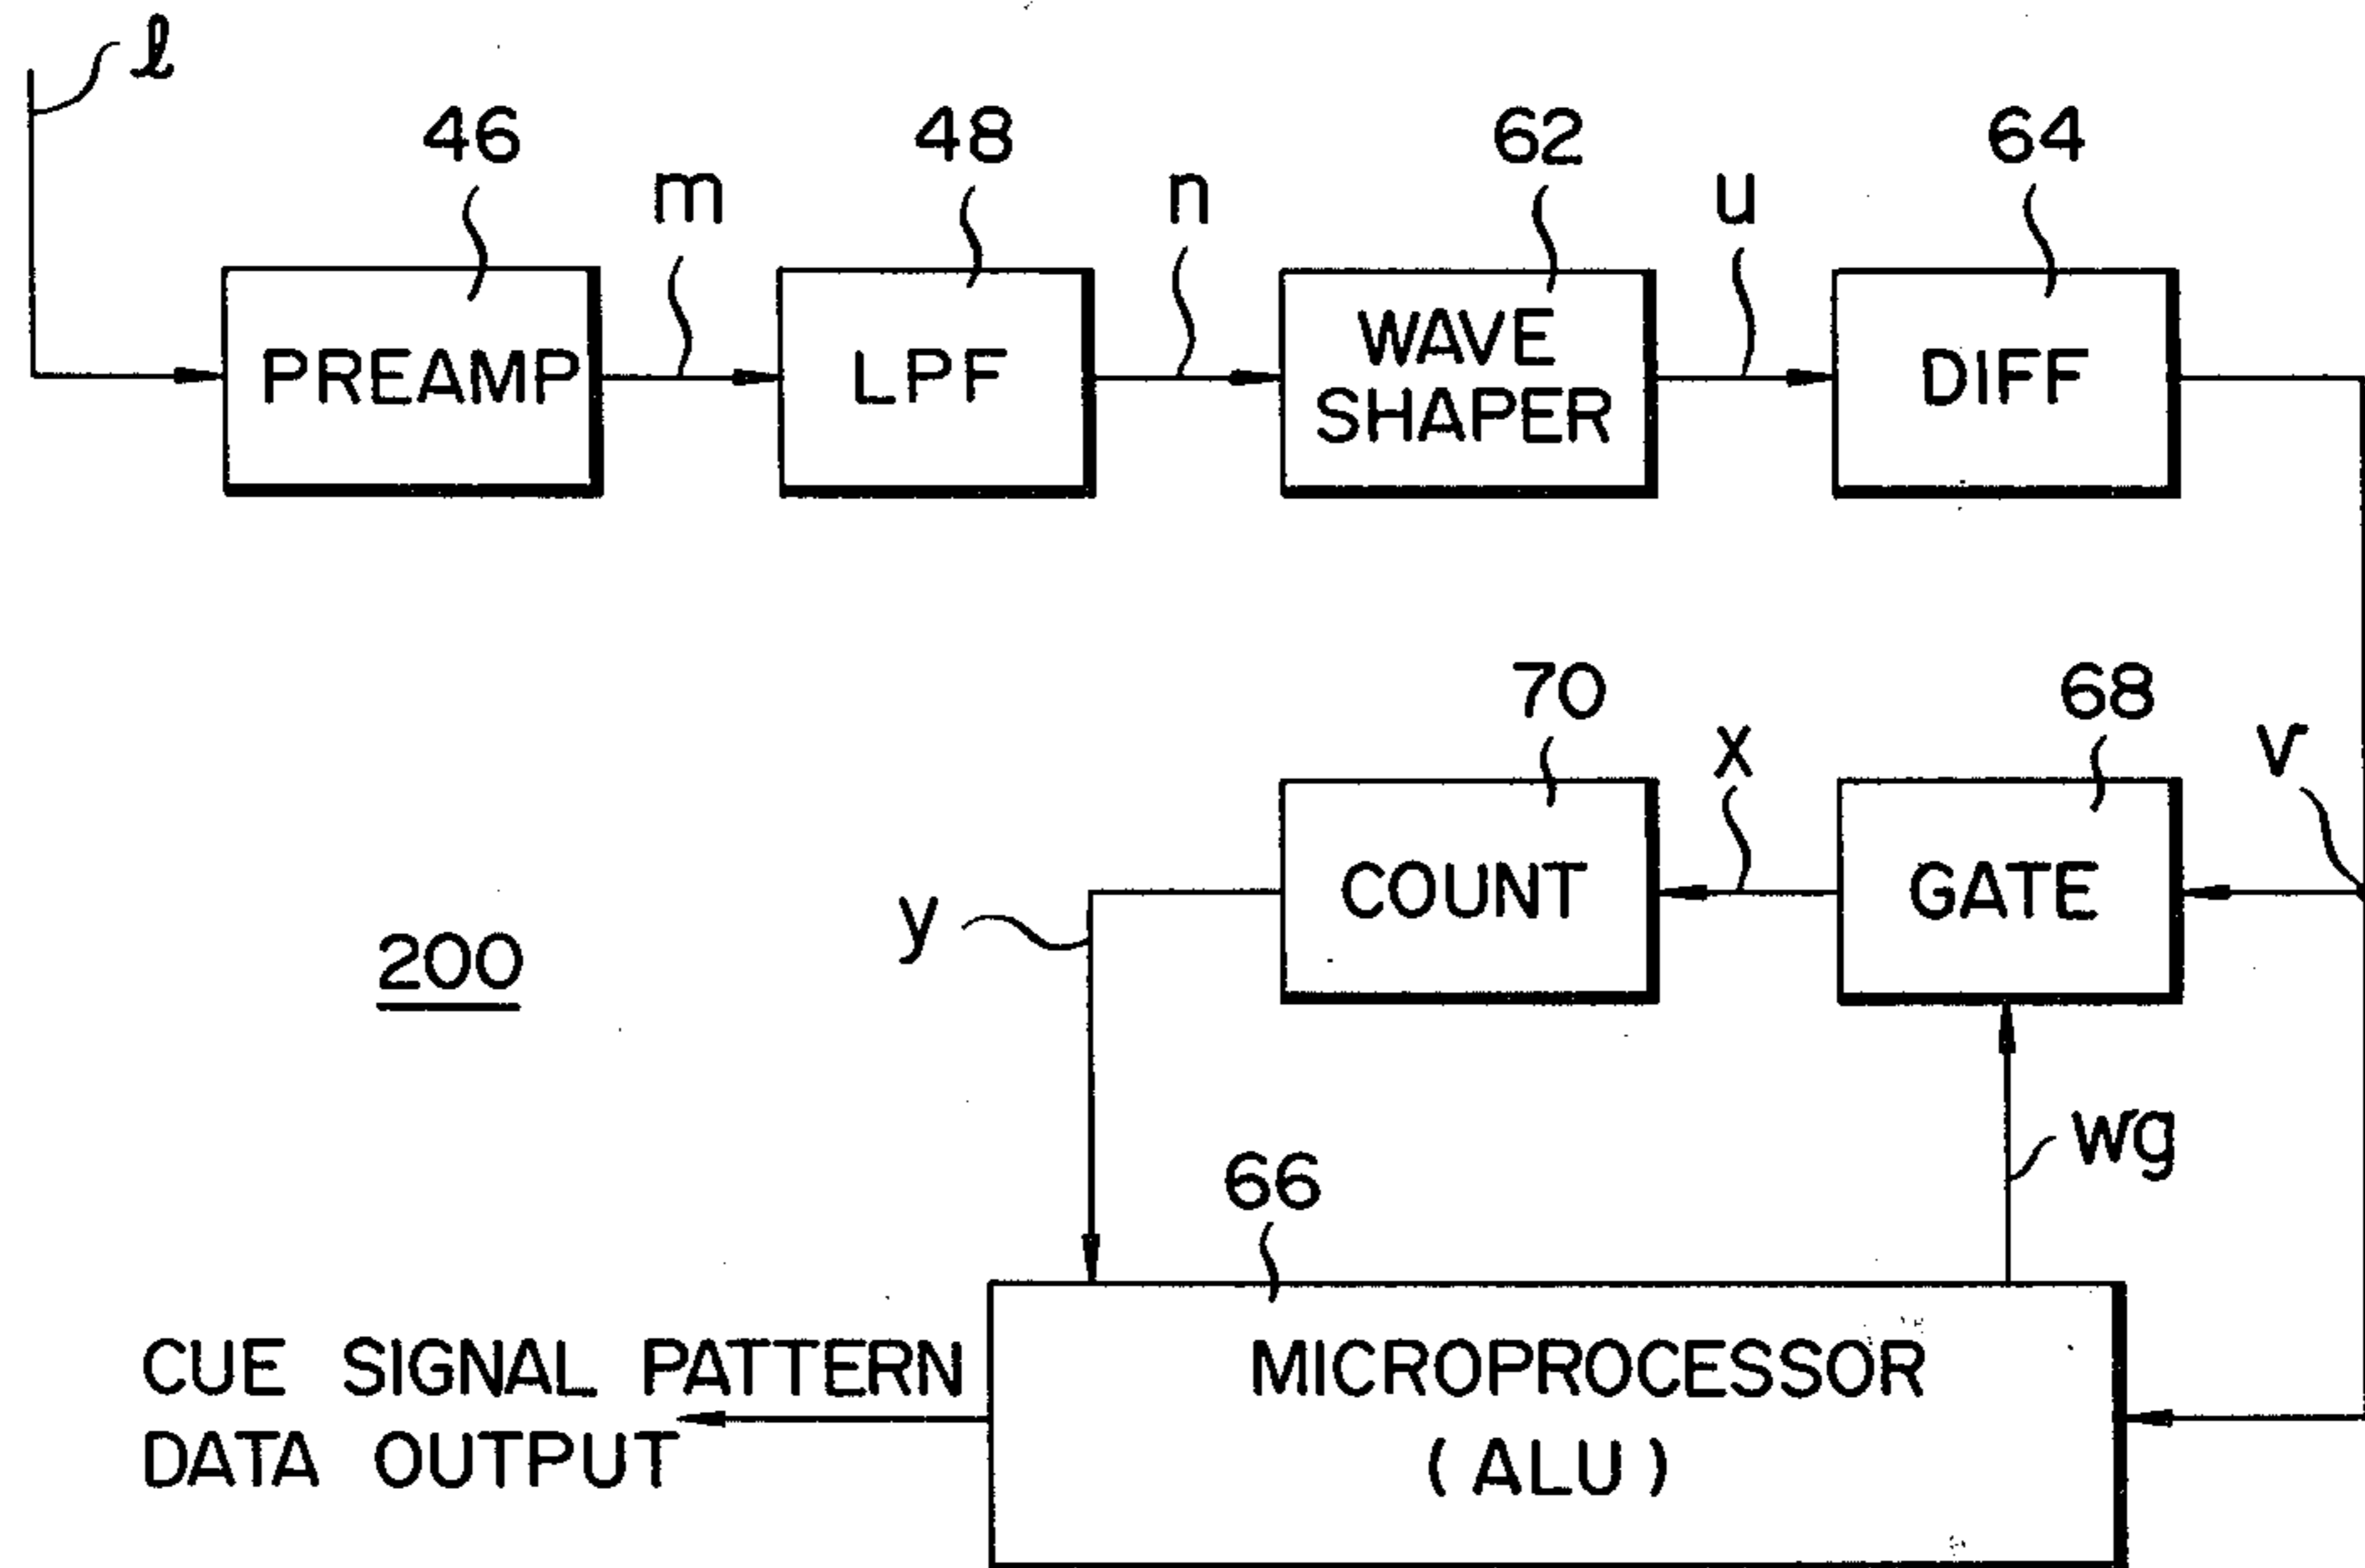 l
46
m
48
n
62
u
64
PREAMP
LPF
WAVE
SHAPER
DIFF
70
x
68
v
COUNT
GATE
y
200
wg
66
CUE SIGNAL PATTERN
DATA OUTPUT
MICROPROCESSOR
(ALU)